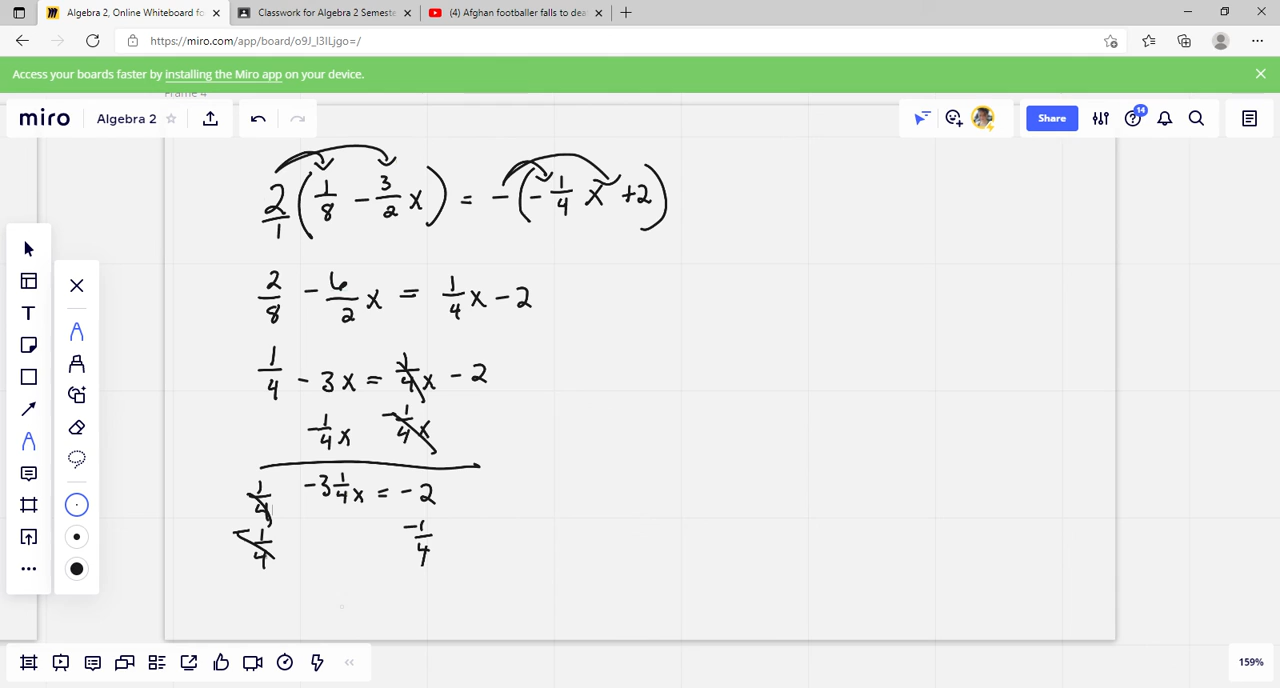 Algebra 2, Online Whiteboard fo
Classwork for Algebra 2 Semeste
(4) Afghan footballer falls to dea
https://miro.com/app/board/o9J_l3lLjgo=/
Access your boards faster by installing the Miro app on your device.
Frame 4
miro
Algebra 2
Share
14
2/1 (1/8 - 3/2 x) = -(-1/4 x +2)
2/8 - 6/2 x = 1/4 x - 2
1/4 - 3x = 1/4 x - 2
-1/4 x -1/4 x
1/4 -3 1/4 x = -2
-1/4 -1/4
159%